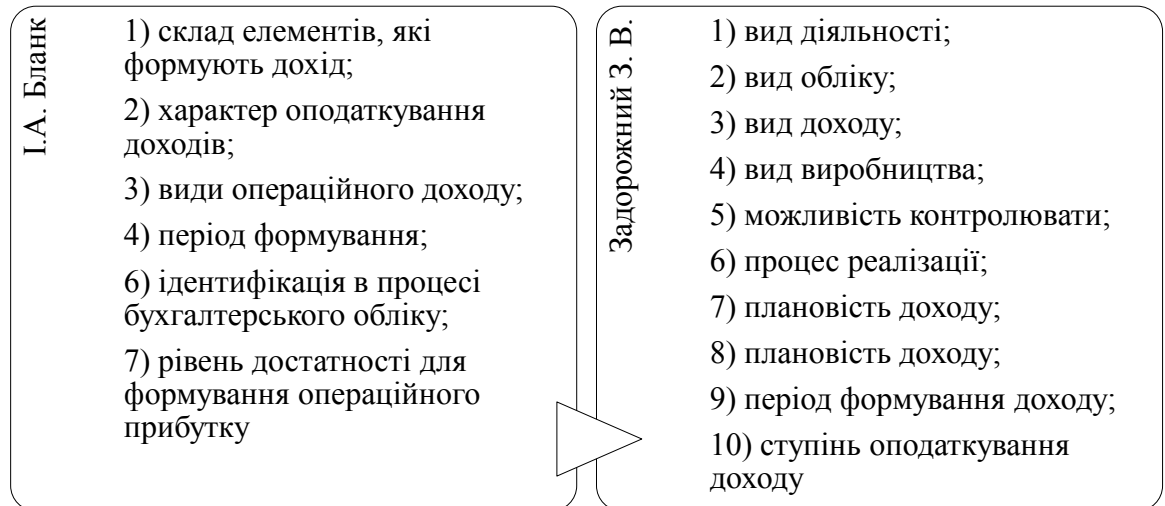 І.А. Бланк
1) склад елементів, які
формують дохід;
2) характер оподаткування
доходів;
3) види операційного доходу;
4) період формування;
6) ідентифікація в процесі
бухгалтерського обліку;
7) рівень достатності для
формування операційного
прибутку
Задорожний З. В.
1) вид діяльності;
2) вид обліку;
3) вид доходу;
4) вид виробництва;
5) можливість контролювати;
6) процес реалізації;
7) плановість доходу;
8) плановість доходу;
9) період формування доходу;
10) ступінь оподаткування
доходу